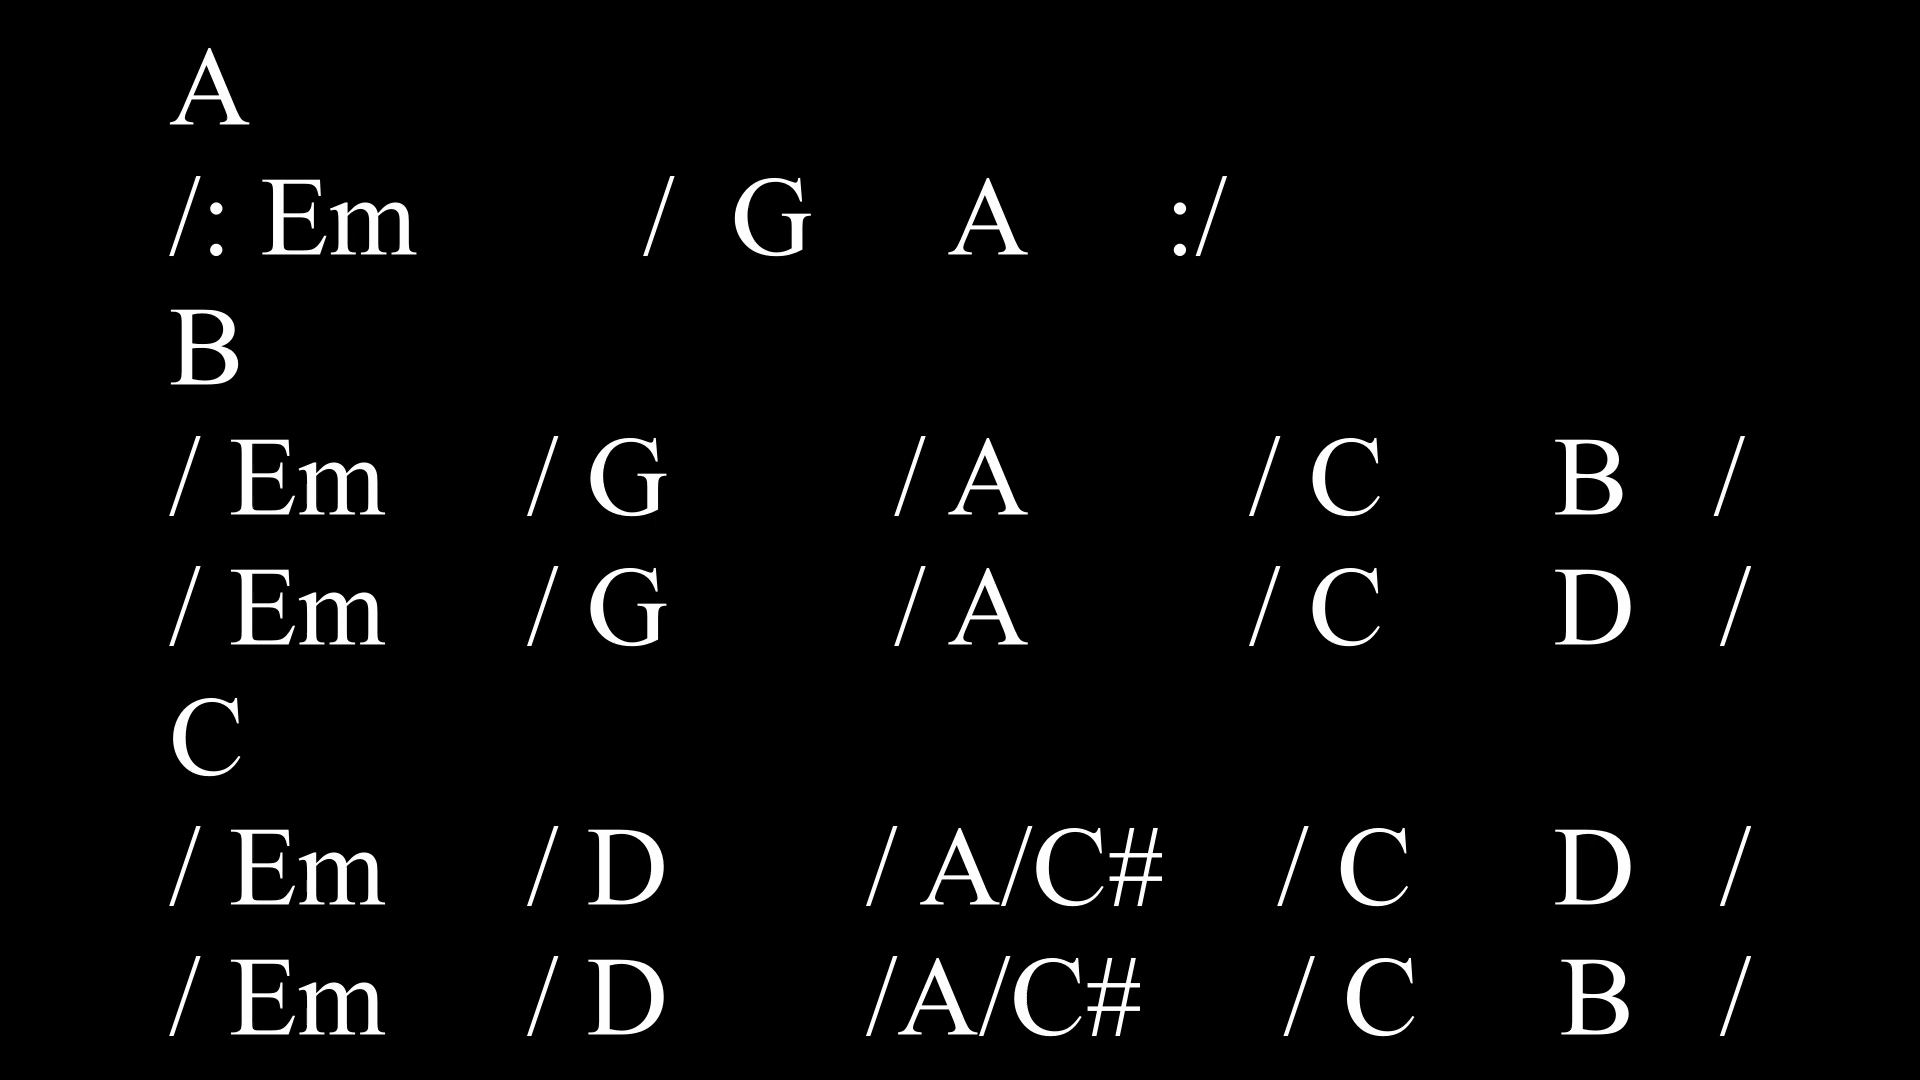 A
/: Em / G A :/
B
/ Em / G / A / C B /
/ Em / G / A / C D /
C
/ Em / D / A/C# / C D /
/ Em / D /A/C# / C B /